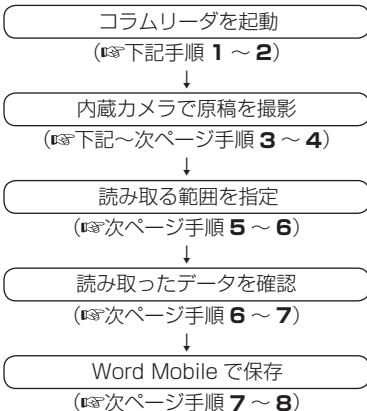 コラムリーダを起動
(☞下記手順 1 ~ 2)
↓
内蔵カメラで原稿を撮影
(☞下記~次ページ手順 3 ~ 4)
↓
読み取る範囲を指定
(☞次ページ手順 5 ~ 6)
↓
読み取ったデータを確認
(☞次ページ手順 6 ~ 7)
↓
Word Mobile で保存
(☞次ページ手順 7 ~ 8)